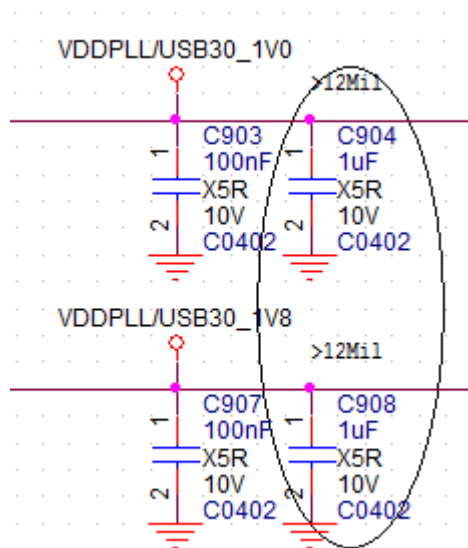 VDDPLL/USB30_1V0
>12Mil
1
C903
100nF
X5R
10V
2
C0402
1
C904
1uF
X5R
10V
2
C0402
VDDPLL/USB30_1V8
>12Mil
1
C907
100nF
X5R
10V
2
C0402
1
C908
1uF
X5R
10V
2
C0402